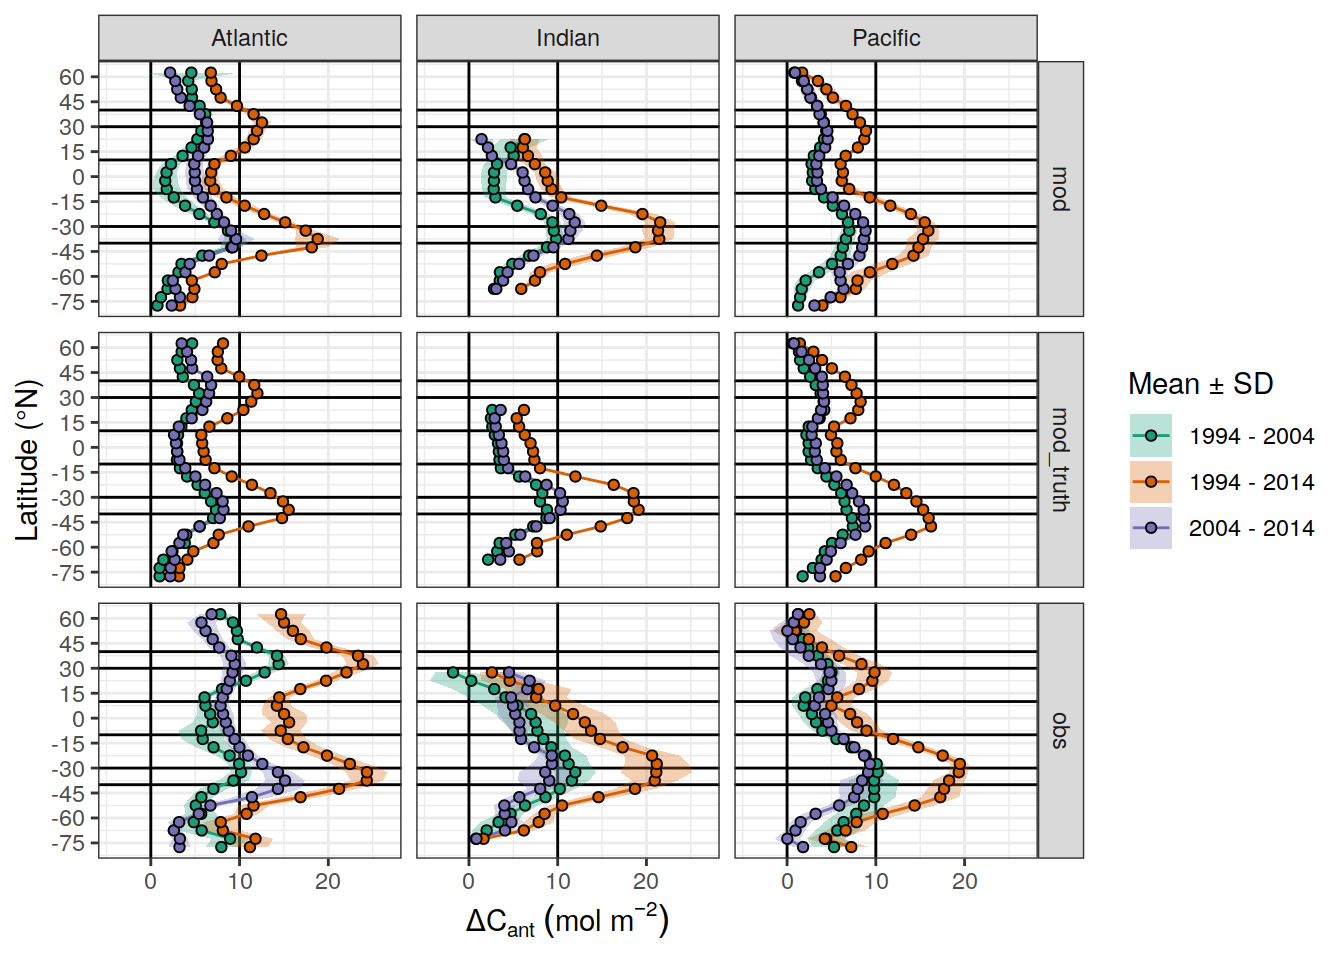 Atlantic Indian Pacific
60
45
30
15
0
-15
-30
-45
-60
-75
mod
60
45
30
15
0
-15
-30
-45
-60
-75
mod_truth
60
45
30
15
0
-15
-30
-45
-60
-75
obs
Latitude (°N)
0 10 20 0 10 20 0 10 20
ΔCant (mol m−2)
Mean ± SD
1994 - 2004
1994 - 2014
2004 - 2014